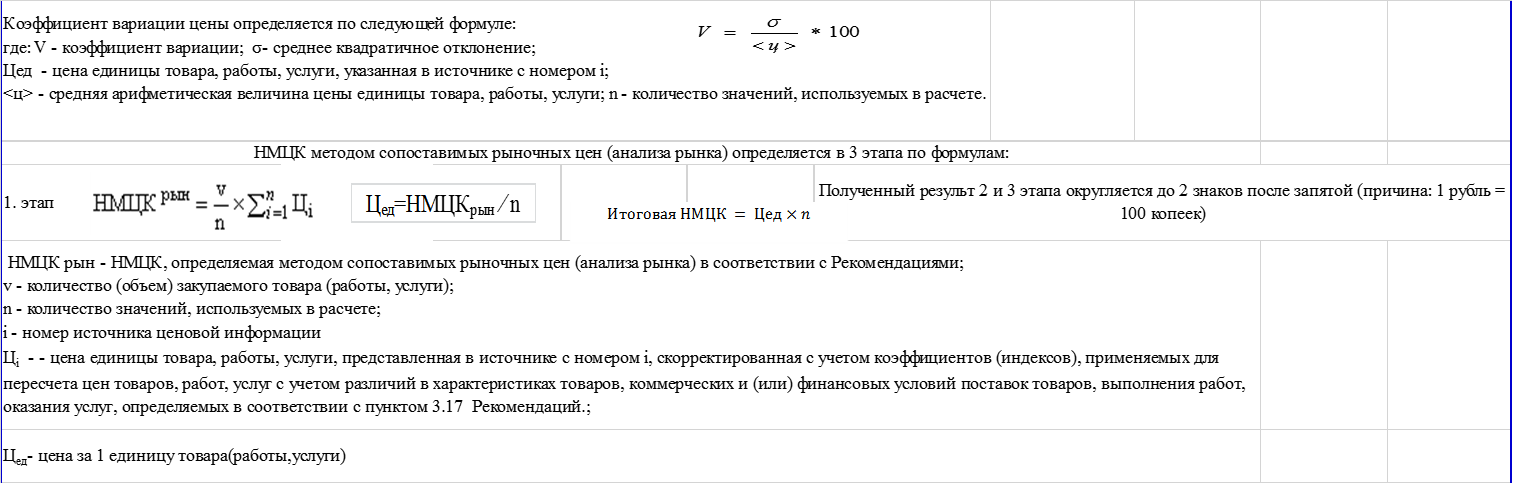 Коэффициент вариации цены определяется по следующей формуле:
V = σ / <ц> * 100
где: V - коэффициент вариации; σ- среднее квадратичное отклонение;
Цед - цена единицы товара, работы, услуги, указанная в источнике с номером i;
<ц> - средняя арифметическая величина цены единицы товара, работы, услуги; n - количество значений, используемых в расчете.
НМЦК методом сопоставимых рыночных цен (анализа рынка) определяется в 3 этапа по формулам:
1. этап
НМЦК рын = v/n × ∑ⁿᵢ₌₁ Цi
Цед=НМЦКрын/n
Итоговая НМЦК = Цед × n
Полученный результ 2 и 3 этапа округляется до 2 знаков после запятой (причина: 1 рубль =
100 копеек)
НМЦК рын - НМЦК, определяемая методом сопоставимых рыночных цен (анализа рынка) в соответствии с Рекомендациями;
v - количество (объем) закупаемого товара (работы, услуги);
n - количество значений, используемых в расчете;
i - номер источника ценовой информации
Цi - - цена единицы товара, работы, услуги, представленная в источнике с номером i, скорректированная с учетом коэффициентов (индексов), применяемых для
пересчета цен товаров, работ, услуг с учетом различий в характеристиках товаров, коммерческих и (или) финансовых условий поставок товаров, выполнения работ,
оказания услуг, определяемых в соответствии с пунктом 3.17 Рекомендаций.;
Цед- цена за 1 единицу товара(работы,услуги)